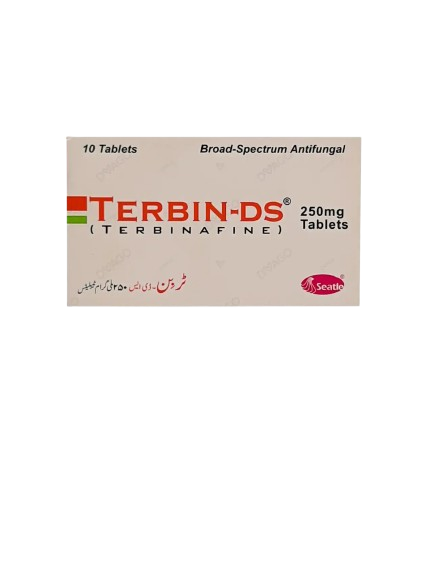 10 Tablets
Broad-Spectrum Antifungal
TERBIN-DS®
250mg
Tablets
(TERBINAFINE)
ٹربن-ڈی ایس ۲۵۰ ملی گرام ٹیبلیٹس
Seatle®